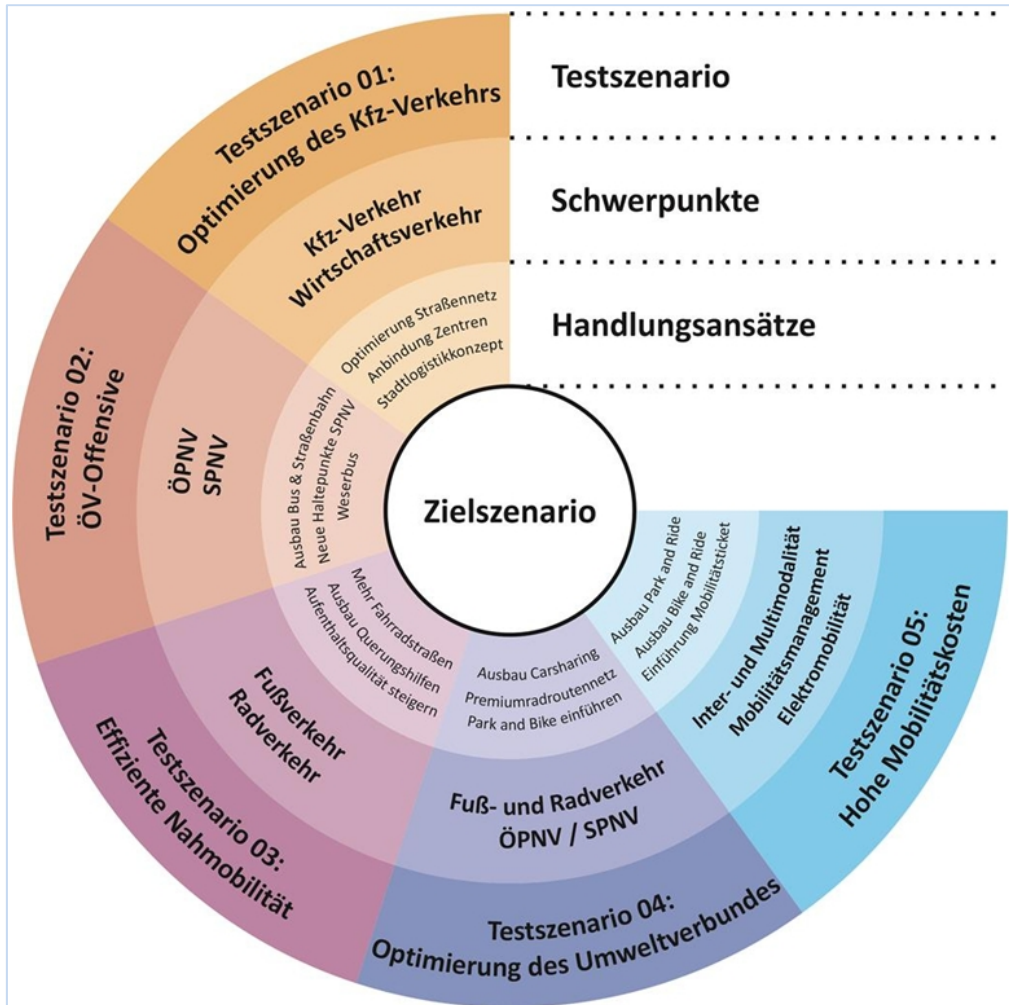 Testszenario
Schwerpunkte
Handlungsansätze
Testszenario 01:
Optimierung des Kfz-Verkehrs
Kfz-Verkehr
Wirtschaftsverkehr
Optimierung Straßennetz
Anbindung Zentren
Stadtlogistikkonzept
Testszenario 02:
ÖV-Offensive
ÖPNV
SPNV
Ausbau Bus & Straßenbahn
Neue Haltepunkte SPNV
Weserbus
Testszenario 03:
Effiziente Nahmobilität
Fußverkehr
Radverkehr
Mehr Fahrradstraßen
Ausbau Querungshilfen
Aufenthaltsqualität steigern
Testszenario 04:
Optimierung des Umweltverbundes
Fuß- und Radverkehr
ÖPNV / SPNV
Ausbau Carsharing
Premiumradroutennetz
Park and Bike einführen
Testszenario 05:
Hohe Mobilitätskosten
Inter- und Multimodalität
Mobilitätsmanagement
Elektromobilität
Ausbau Park and Ride
Ausbau Bike and Ride
Einführung Mobilitätsticket
Zielszenario